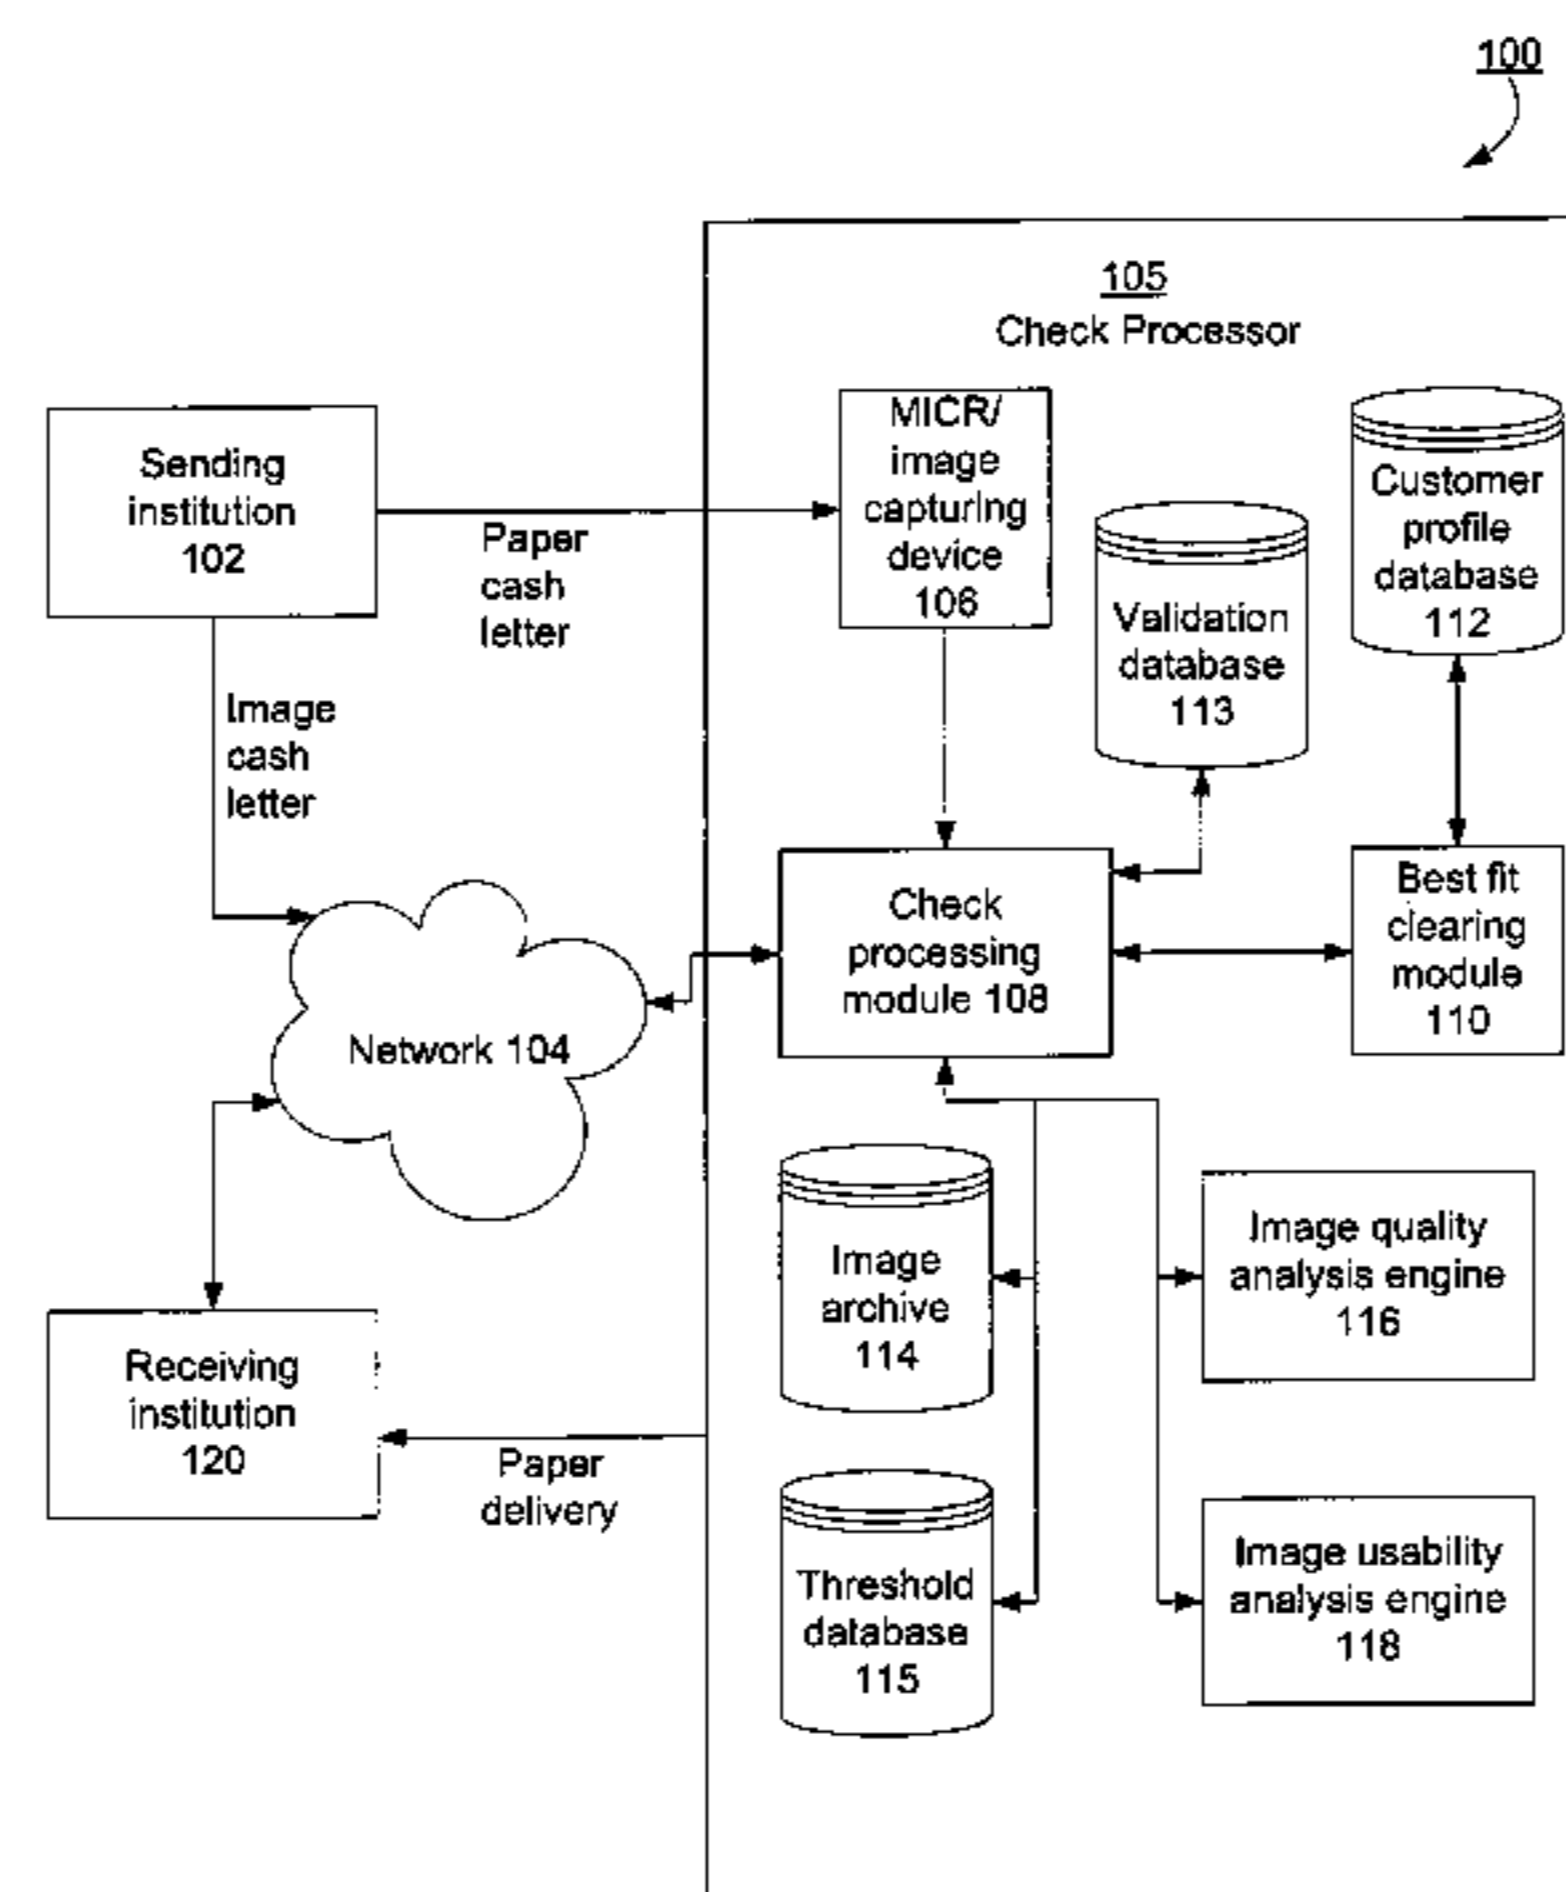 100
105
Check Processor
Sending
institution
102
Paper
cash
letter
Image
cash
letter
MICR/
image
capturing
device
106
Validation
database
113
Customer
profile
database
112
Check
processing
module 108
Best fit
clearing
module
110
Network 104
Receiving
institution
120
Paper
delivery
Image
archive
114
Threshold
database
115
Image quality
analysis engine
116
Image usability
analysis engine
118